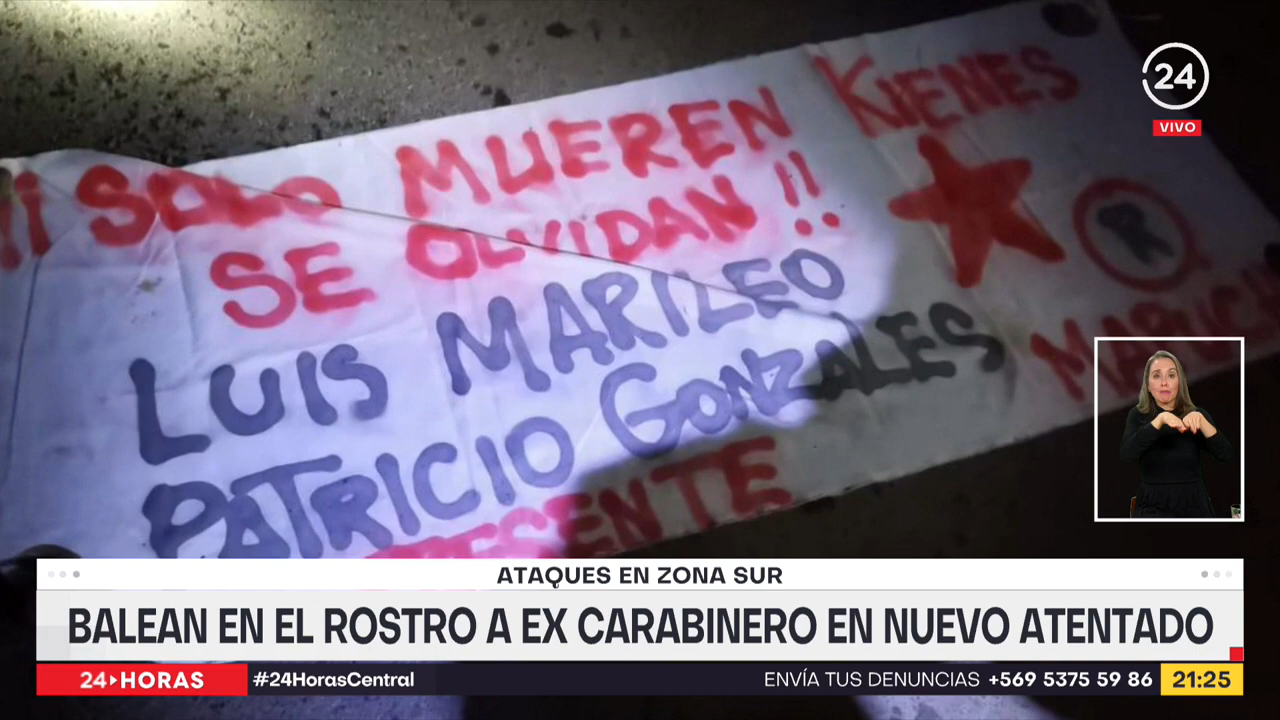 SOLO MUEREN KIENES
SE OLVIDAN !!
LUIS MARILEO
PATRICIO GONZALES
PRESENTE
24
VIVO
ATAQUES EN ZONA SUR
BALEAN EN EL ROSTRO A EX CARABINERO EN NUEVO ATENTADO
24 HORAS
#24HorasCentral
ENVÍA TUS DENUNCIAS +569 5375 59 86
21:25